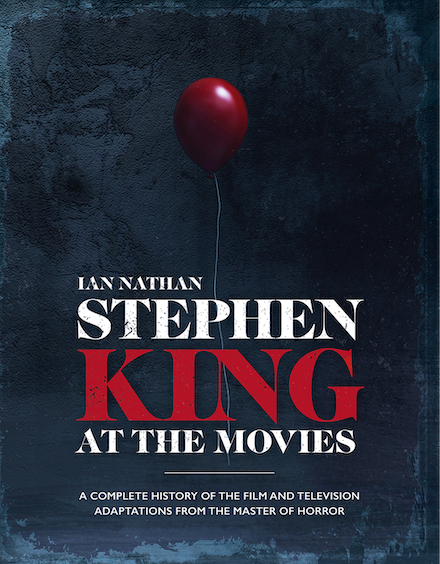 IAN NATHAN
STEPHEN
KING
AT THE MOVIES
A COMPLETE HISTORY OF THE FILM AND TELEVISION
ADAPTATIONS FROM THE MASTER OF HORROR